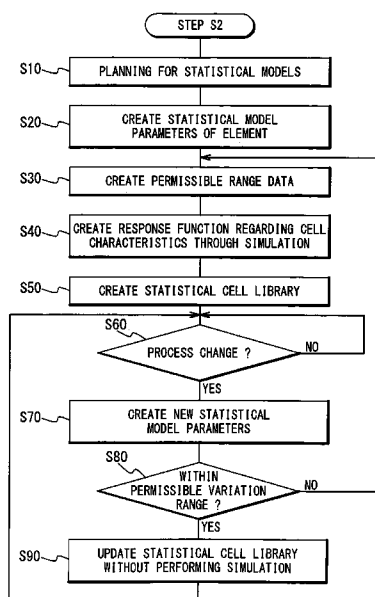 STEP S2
S10
PLANNING FOR STATISTICAL MODELS
S20
CREATE STATISTICAL MODEL
PARAMETERS OF ELEMENT
S30
CREATE PERMISSIBLE RANGE DATA
S40
CREATE RESPONSE FUNCTION REGARDING CELL
CHARACTERISTICS THROUGH SIMULATION
S50
CREATE STATISTICAL CELL LIBRARY
S60
PROCESS CHANGE ?
NO
YES
S70
CREATE NEW STATISTICAL
MODEL PARAMETERS
S80
WITHIN
PERMISSIBLE VARIATION
RANGE ?
NO
YES
S90
UPDATE STATISTICAL CELL LIBRARY
WITHOUT PERFORMING SIMULATION